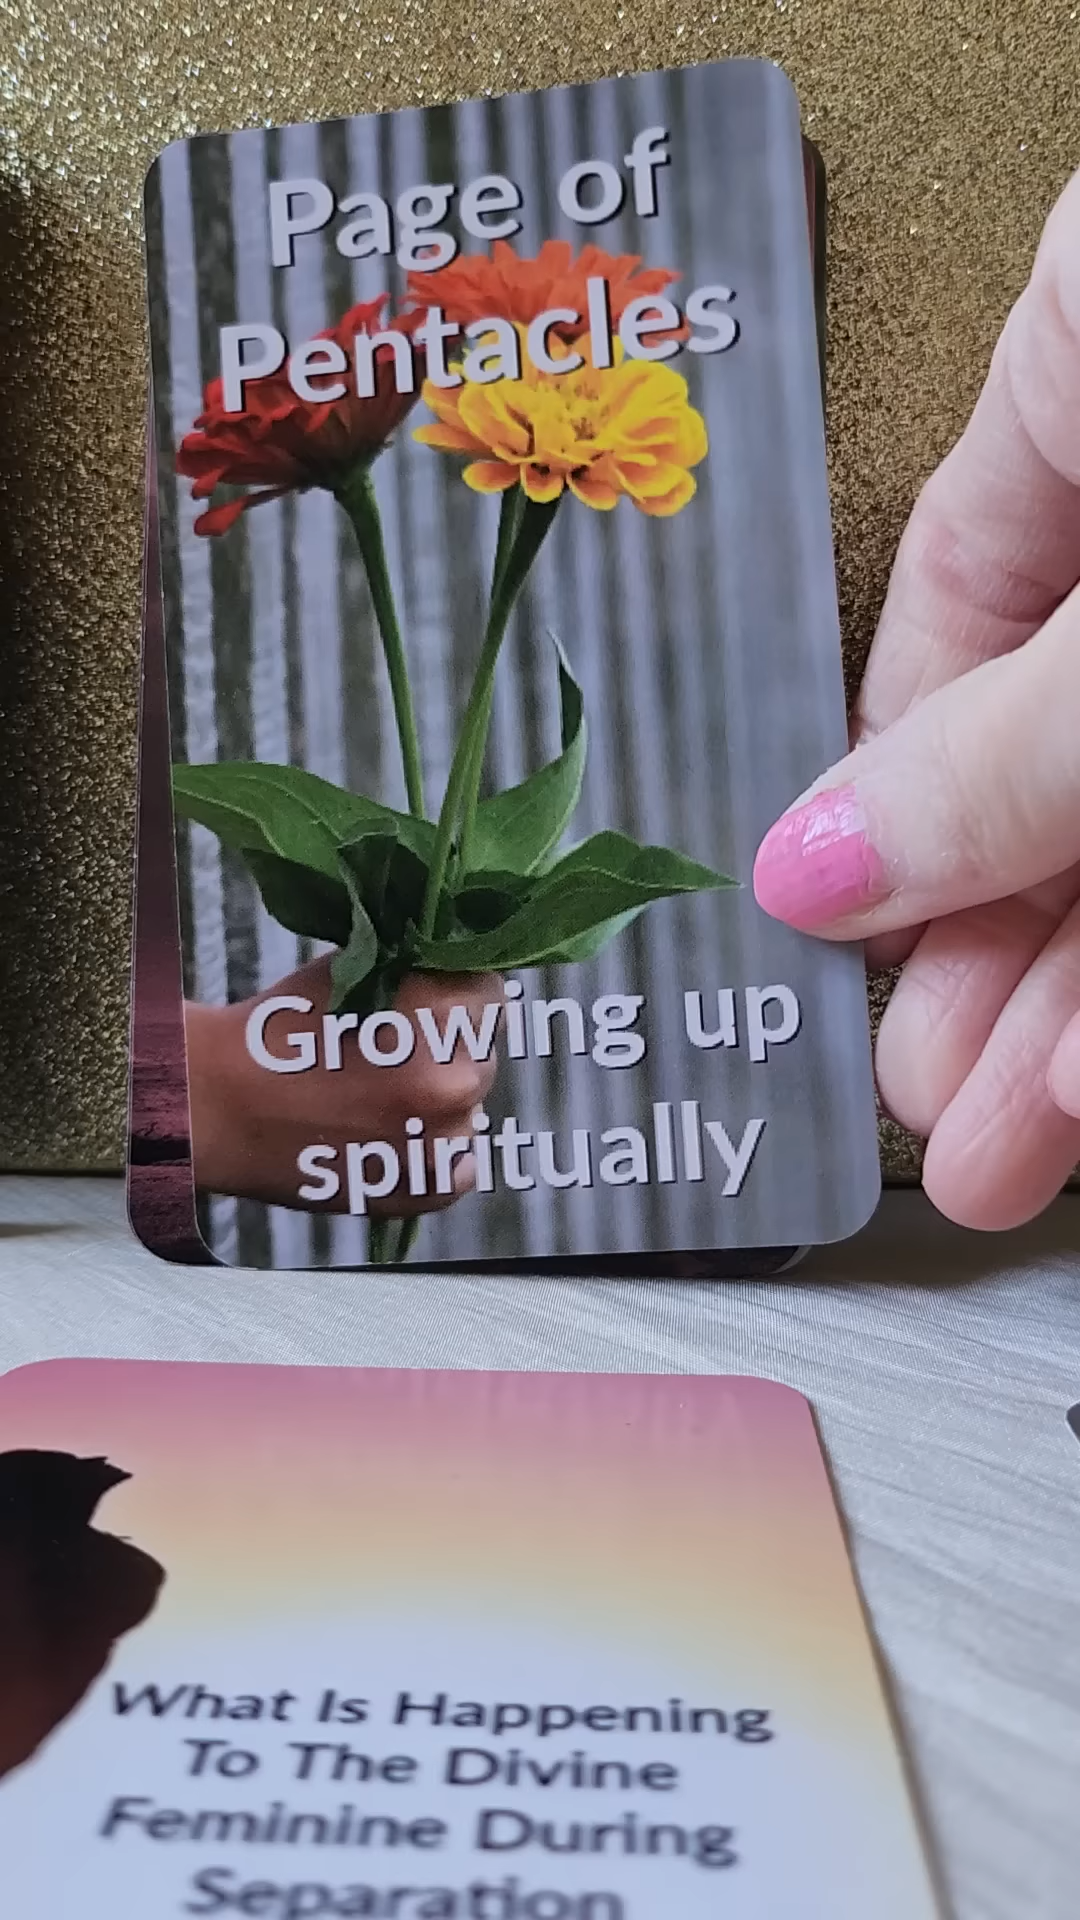 Page of
Pentacles
Growing up
spiritually
What Is Happening
To The Divine
Feminine During
Separation